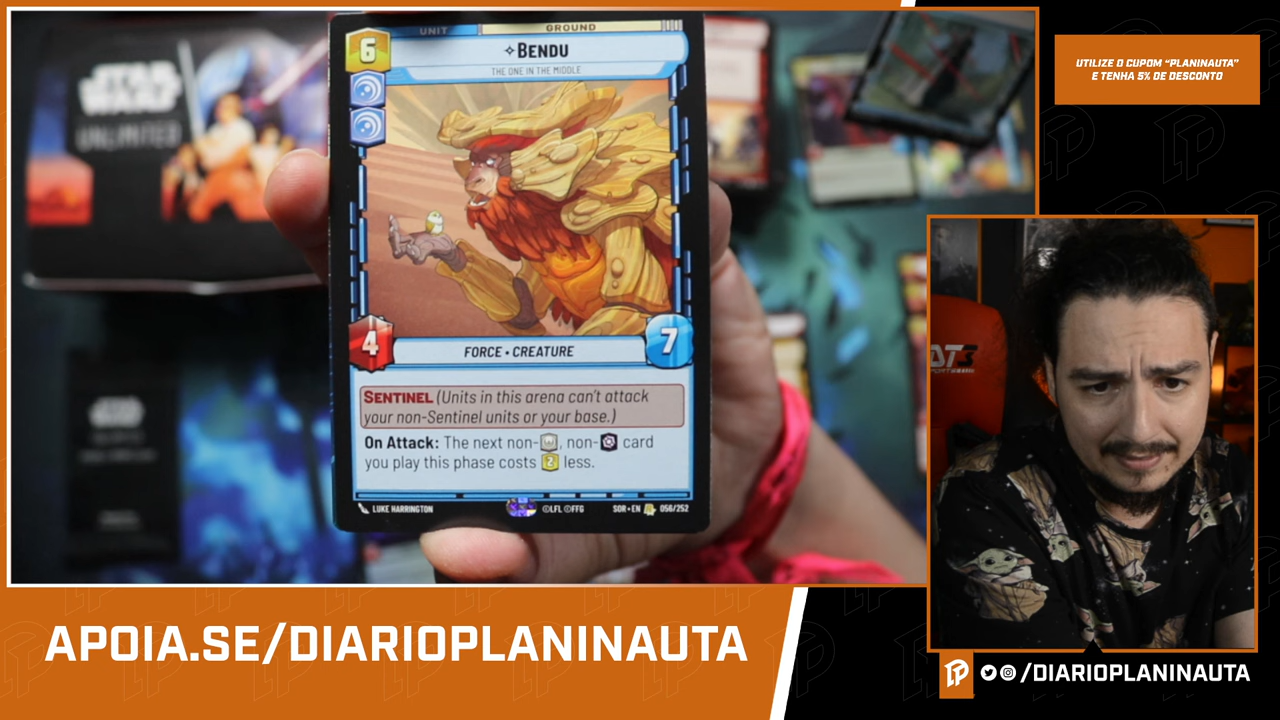 STAR
WARS
UNLIMITED
UNIT
GROUND
6
BENDU
THE ONE IN THE MIDDLE
4
FORCE • CREATURE
7
SENTINEL (Units in this arena can't attack
your non-Sentinel units or your base.)
On Attack: The next non- , non- card
you play this phase costs 2 less.
LUKE HARRINGTON
©LFL ©FFG
SOR • EN
056/252
UTILIZE O CUPOM “PLANINAUTA”
E TENHA 5% DE DESCONTO
APOIA.SE/DIARIOPLANINAUTA
/DIARIOPLANINAUTA